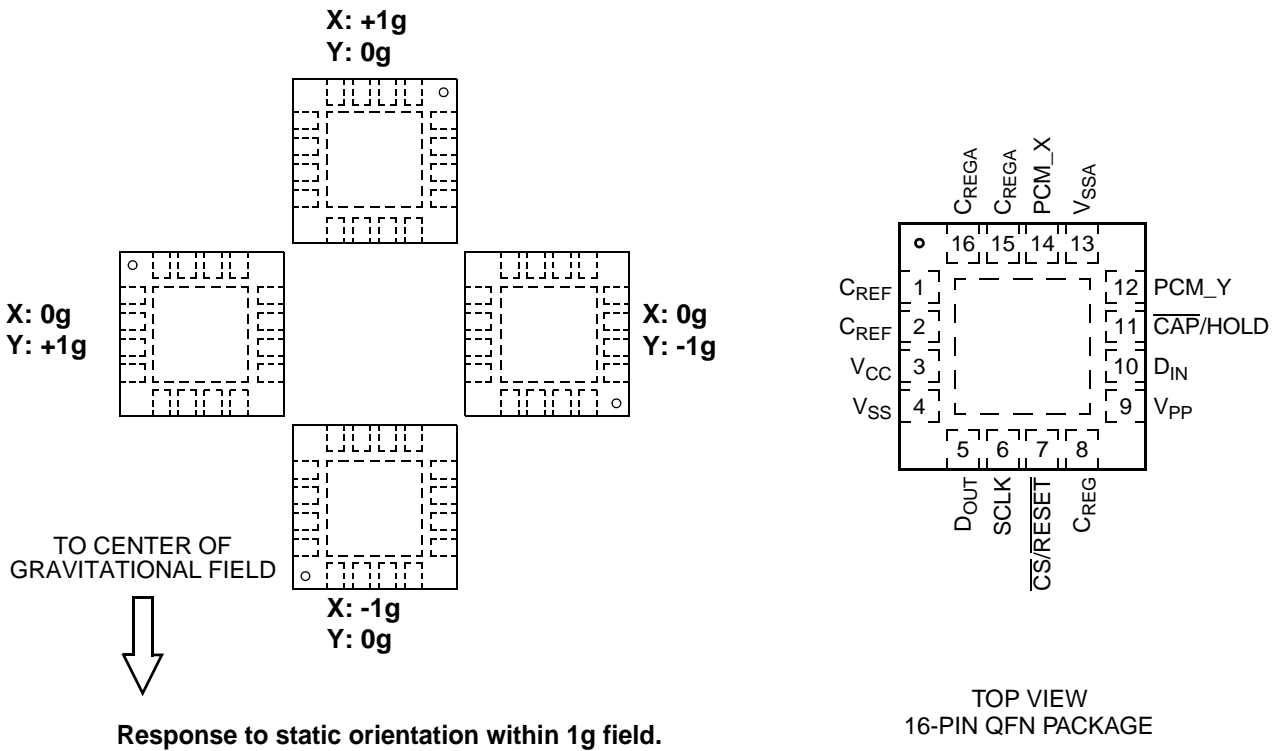 X: +1g
Y: 0g
X: 0g
Y: +1g
X: 0g
Y: -1g
X: -1g
Y: 0g
TO CENTER OF
GRAVITATIONAL FIELD
Response to static orientation within 1g field.
CREGA
CREGA
PCM_X
VSSA
16 15 14 13
CREF 1
CREF 2
VCC 3
VSS 4
12 PCM_Y
11 CAP/HOLD
10 DIN
9 VPP
5 6 7 8
DOUT
SCLK
CS/RESET
CREG
TOP VIEW
16-PIN QFN PACKAGE